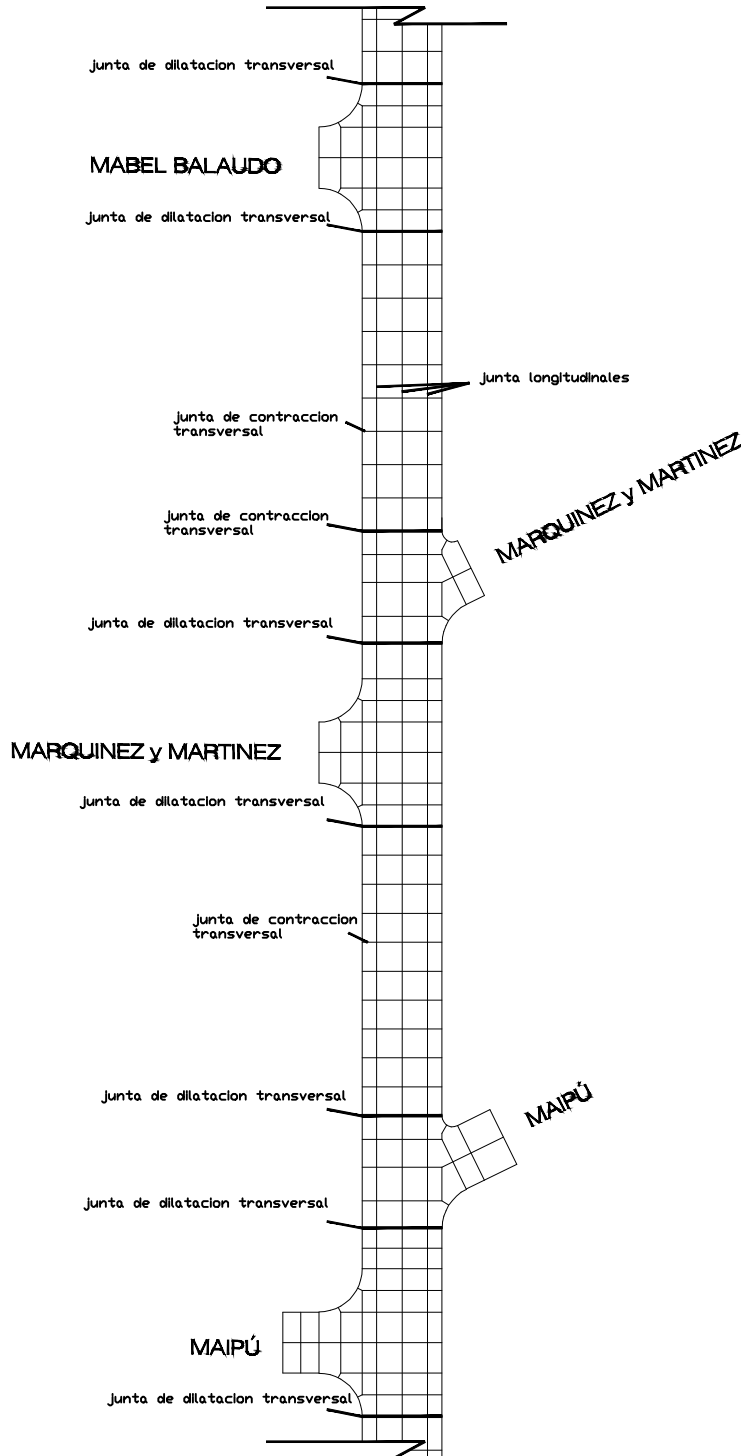 junta de dilatacion transversal
MABEL BALAUDO
junta de dilatacion transversal
junta longitudinales
junta de contraccion
transversal
MARQUINEZ y MARTINEZ
junta de contraccion
transversal
junta de dilatacion transversal
MARQUINEZ y MARTINEZ
junta de dilatacion transversal
junta de contraccion
transversal
junta de dilatacion transversal
MAIPÚ
junta de dilatacion transversal
MAIPÚ
junta de dilatacion transversal